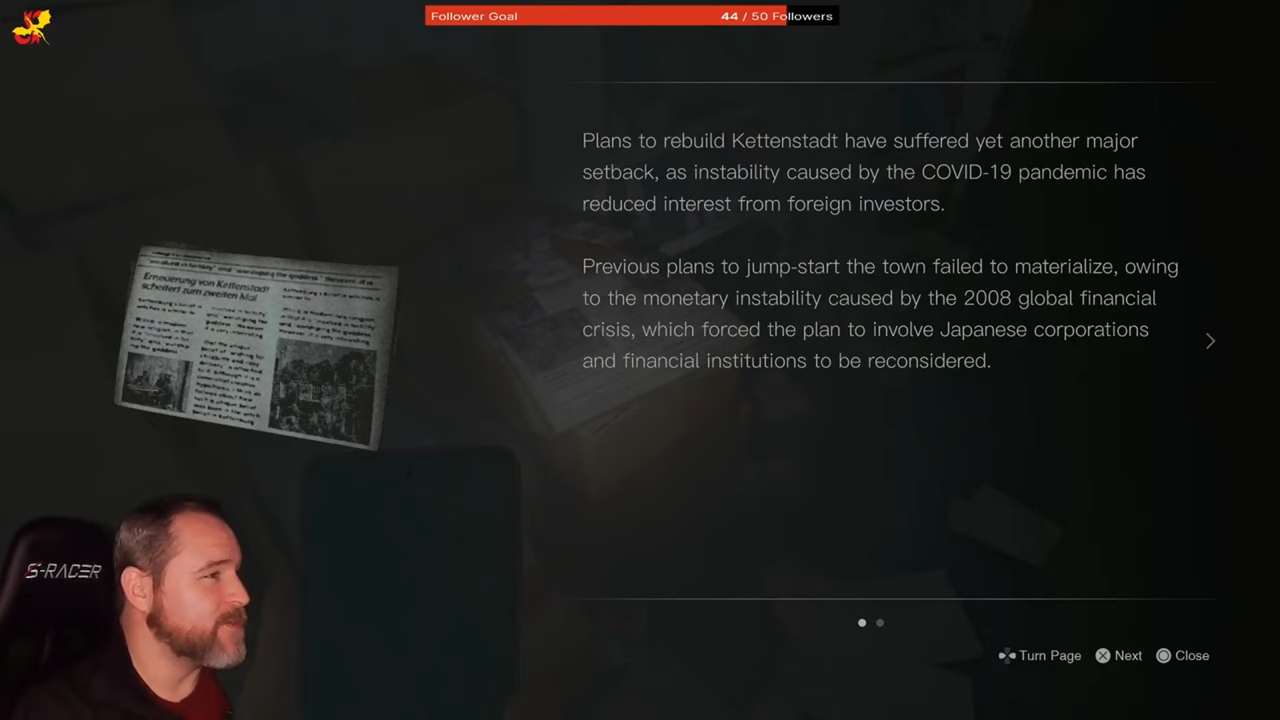 Follower Goal
44 / 50 Followers
Plans to rebuild Kettenstadt have suffered yet another major
setback, as instability caused by the COVID-19 pandemic has
reduced interest from foreign investors.
Previous plans to jump-start the town failed to materialize, owing
to the monetary instability caused by the 2008 global financial
crisis, which forced the plan to involve Japanese corporations
and financial institutions to be reconsidered.
Erneuerung von Kettenstadt
scheitert zum zweiten Mal
S-RACER
Turn Page
Next
Close